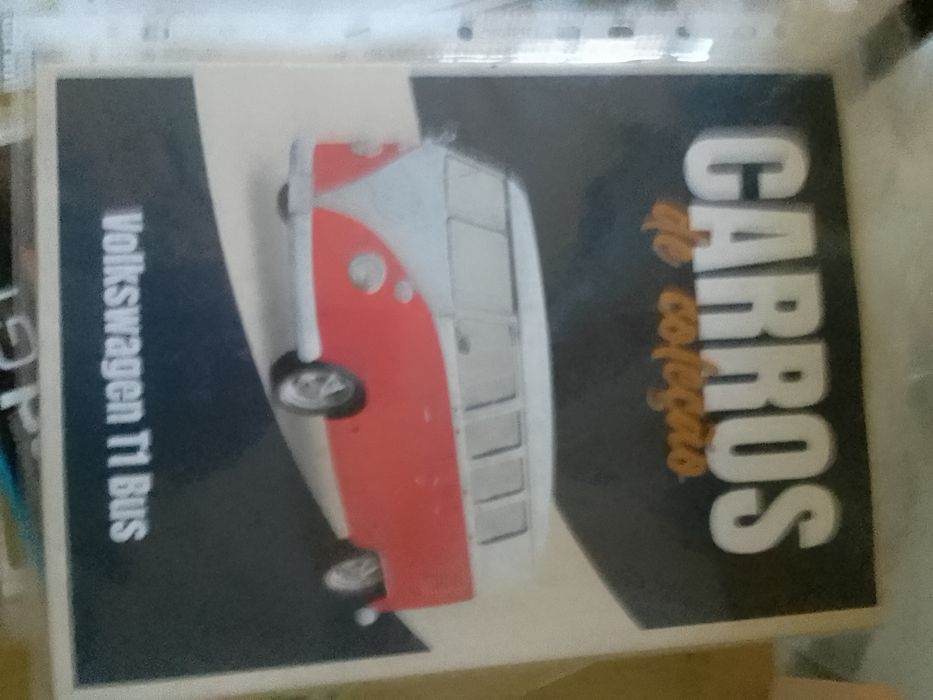 CARROS
de coleção
Volkswagen T1 BUS